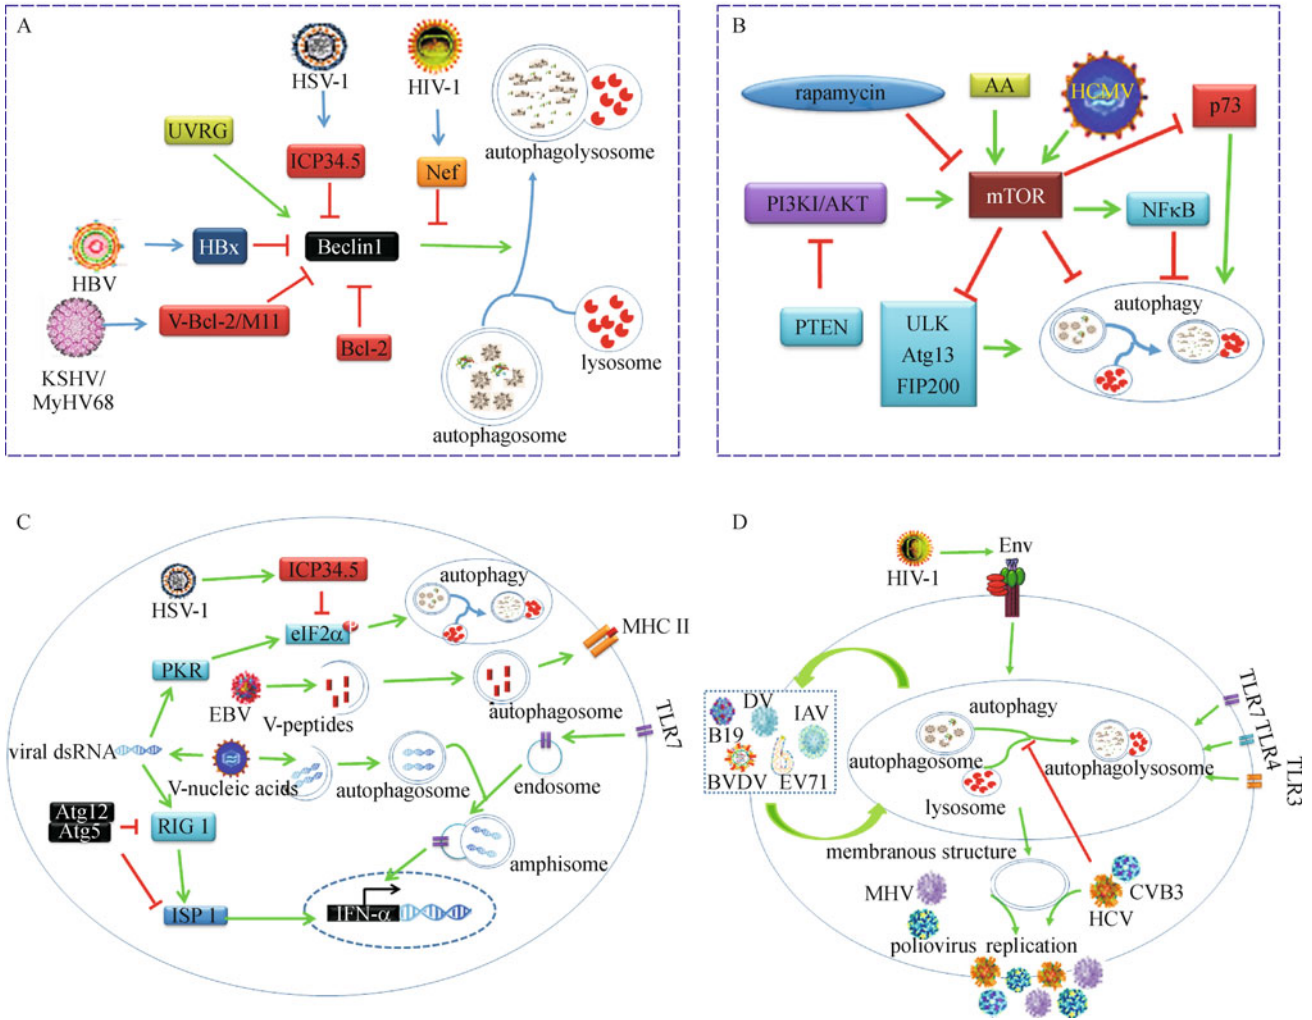 A
HSV-1
HIV-1
UVRG
ICP34.5
Nef
autophagolysosome
HBx
Beclin1
HBV
V-Bcl-2/M11
Bcl-2
lysosome
KSHV/
MyHV68
autophagosome
B
rapamycin
AA
HCMV
p73
PI3KI/AKT
mTOR
NFκB
PTEN
ULK
Atg13
FIP200
autophagy
C
HSV-1
ICP34.5
autophagy
eIF2α
P
MHC II
PKR
EBV
V-peptides
autophagosome
TLR7
viral dsRNA
V-nucleic acids
autophagosome
endosome
Atg12
Atg5
RIG 1
amphisome
ISP 1
IFN-α
D
HIV-1
Env
DV
IAV
B19
BVDV
EV71
autophagy
autophagosome
autophagolysosome
lysosome
TLR7
TLR4
TLR3
membranous structure
MHV
CVB3
HCV
poliovirus replication